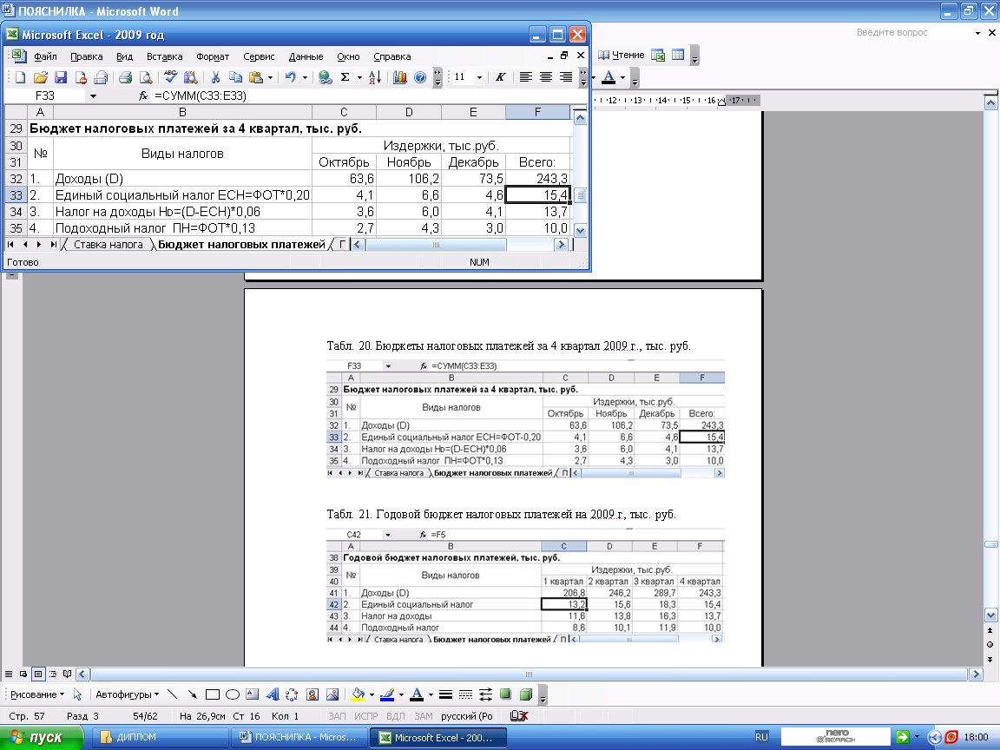 ПОЯСНИЛКА - Microsoft Word
Microsoft Excel - 2009 год
Введите вопрос
Файл Правка Вид Вставка Формат Сервис Данные Окно Справка
Чтение
11 Ж
F33 fx =СУММ(C33:E33)
12 13 14 15 16 17
A B C D E F
29 Бюджет налоговых платежей за 4 квартал, тыс. руб.
30 № Виды налогов Издержки, тыс.руб.
31 Октябрь Ноябрь Декабрь Всего:
32 1. Доходы (D) 63,6 106,2 73,5 243,3
33 2. Единый социальный налог ЕСН=ФОТ*0,20 4,1 6,6 4,6 15,4
34 3. Налог на доходы НD=(D-ЕСН)*0,06 3,6 6,0 4,1 13,7
35 4. Подоходный налог ПН=ФОТ*0,13 2,7 4,3 3,0 10,0
Ставка налога Бюджет налоговых платежей Г
Готово NUM
Табл. 20. Бюджеты налоговых платежей за 4 квартал 2009 г., тыс. руб.
F33 fx =СУММ(C33:E33)
A B C D E F
29 Бюджет налоговых платежей за 4 квартал, тыс. руб.
30 № Виды налогов Издержки, тыс.руб.
31 Октябрь Ноябрь Декабрь Всего:
32 1. Доходы (D) 63,6 106,2 73,5 243,3
33 2. Единый социальный налог ЕСН=ФОТ-0,20 4,1 6,6 4,6 15,4
34 3. Налог на доходы НD=(D-ЕСН)*0,06 3,6 6,0 4,1 13,7
35 4. Подоходный налог ПН=ФОТ*0,13 2,7 4,3 3,0 10,0
Ставка налога Бюджет налоговых платежей П
Табл. 21. Годовой бюджет налоговых платежей на 2009 г, тыс. руб.
C42 fx =F5
A B C D E F
38 Годовой бюджет налоговых платежей, тыс. руб.
39 № Виды налогов Издержки, тыс.руб.
40 1 квартал 2 квартал 3 квартал 4 квартал
41 1. Доходы (D) 206,8 246,2 289,7 243,3
42 2. Единый социальный налог 13,2 15,6 18,3 15,4
43 3. Налог на доходы 11,6 13,8 16,3 13,7
44 4. Подоходный налог 8,6 10,1 11,9 10,0
Ставка налога Бюджет налоговых платежей П
Рисование Автофигуры
Стр. 57 Разд 3 54/62 На 26,9см Ст 16 Кол 1 ЗАП ИСПР ВДЛ ЗАМ русский (Ро
пуск ДИПЛОМ ПОЯСНИЛКА - Micros... Microsoft Excel - 200... RU nero SEARCH 18:00